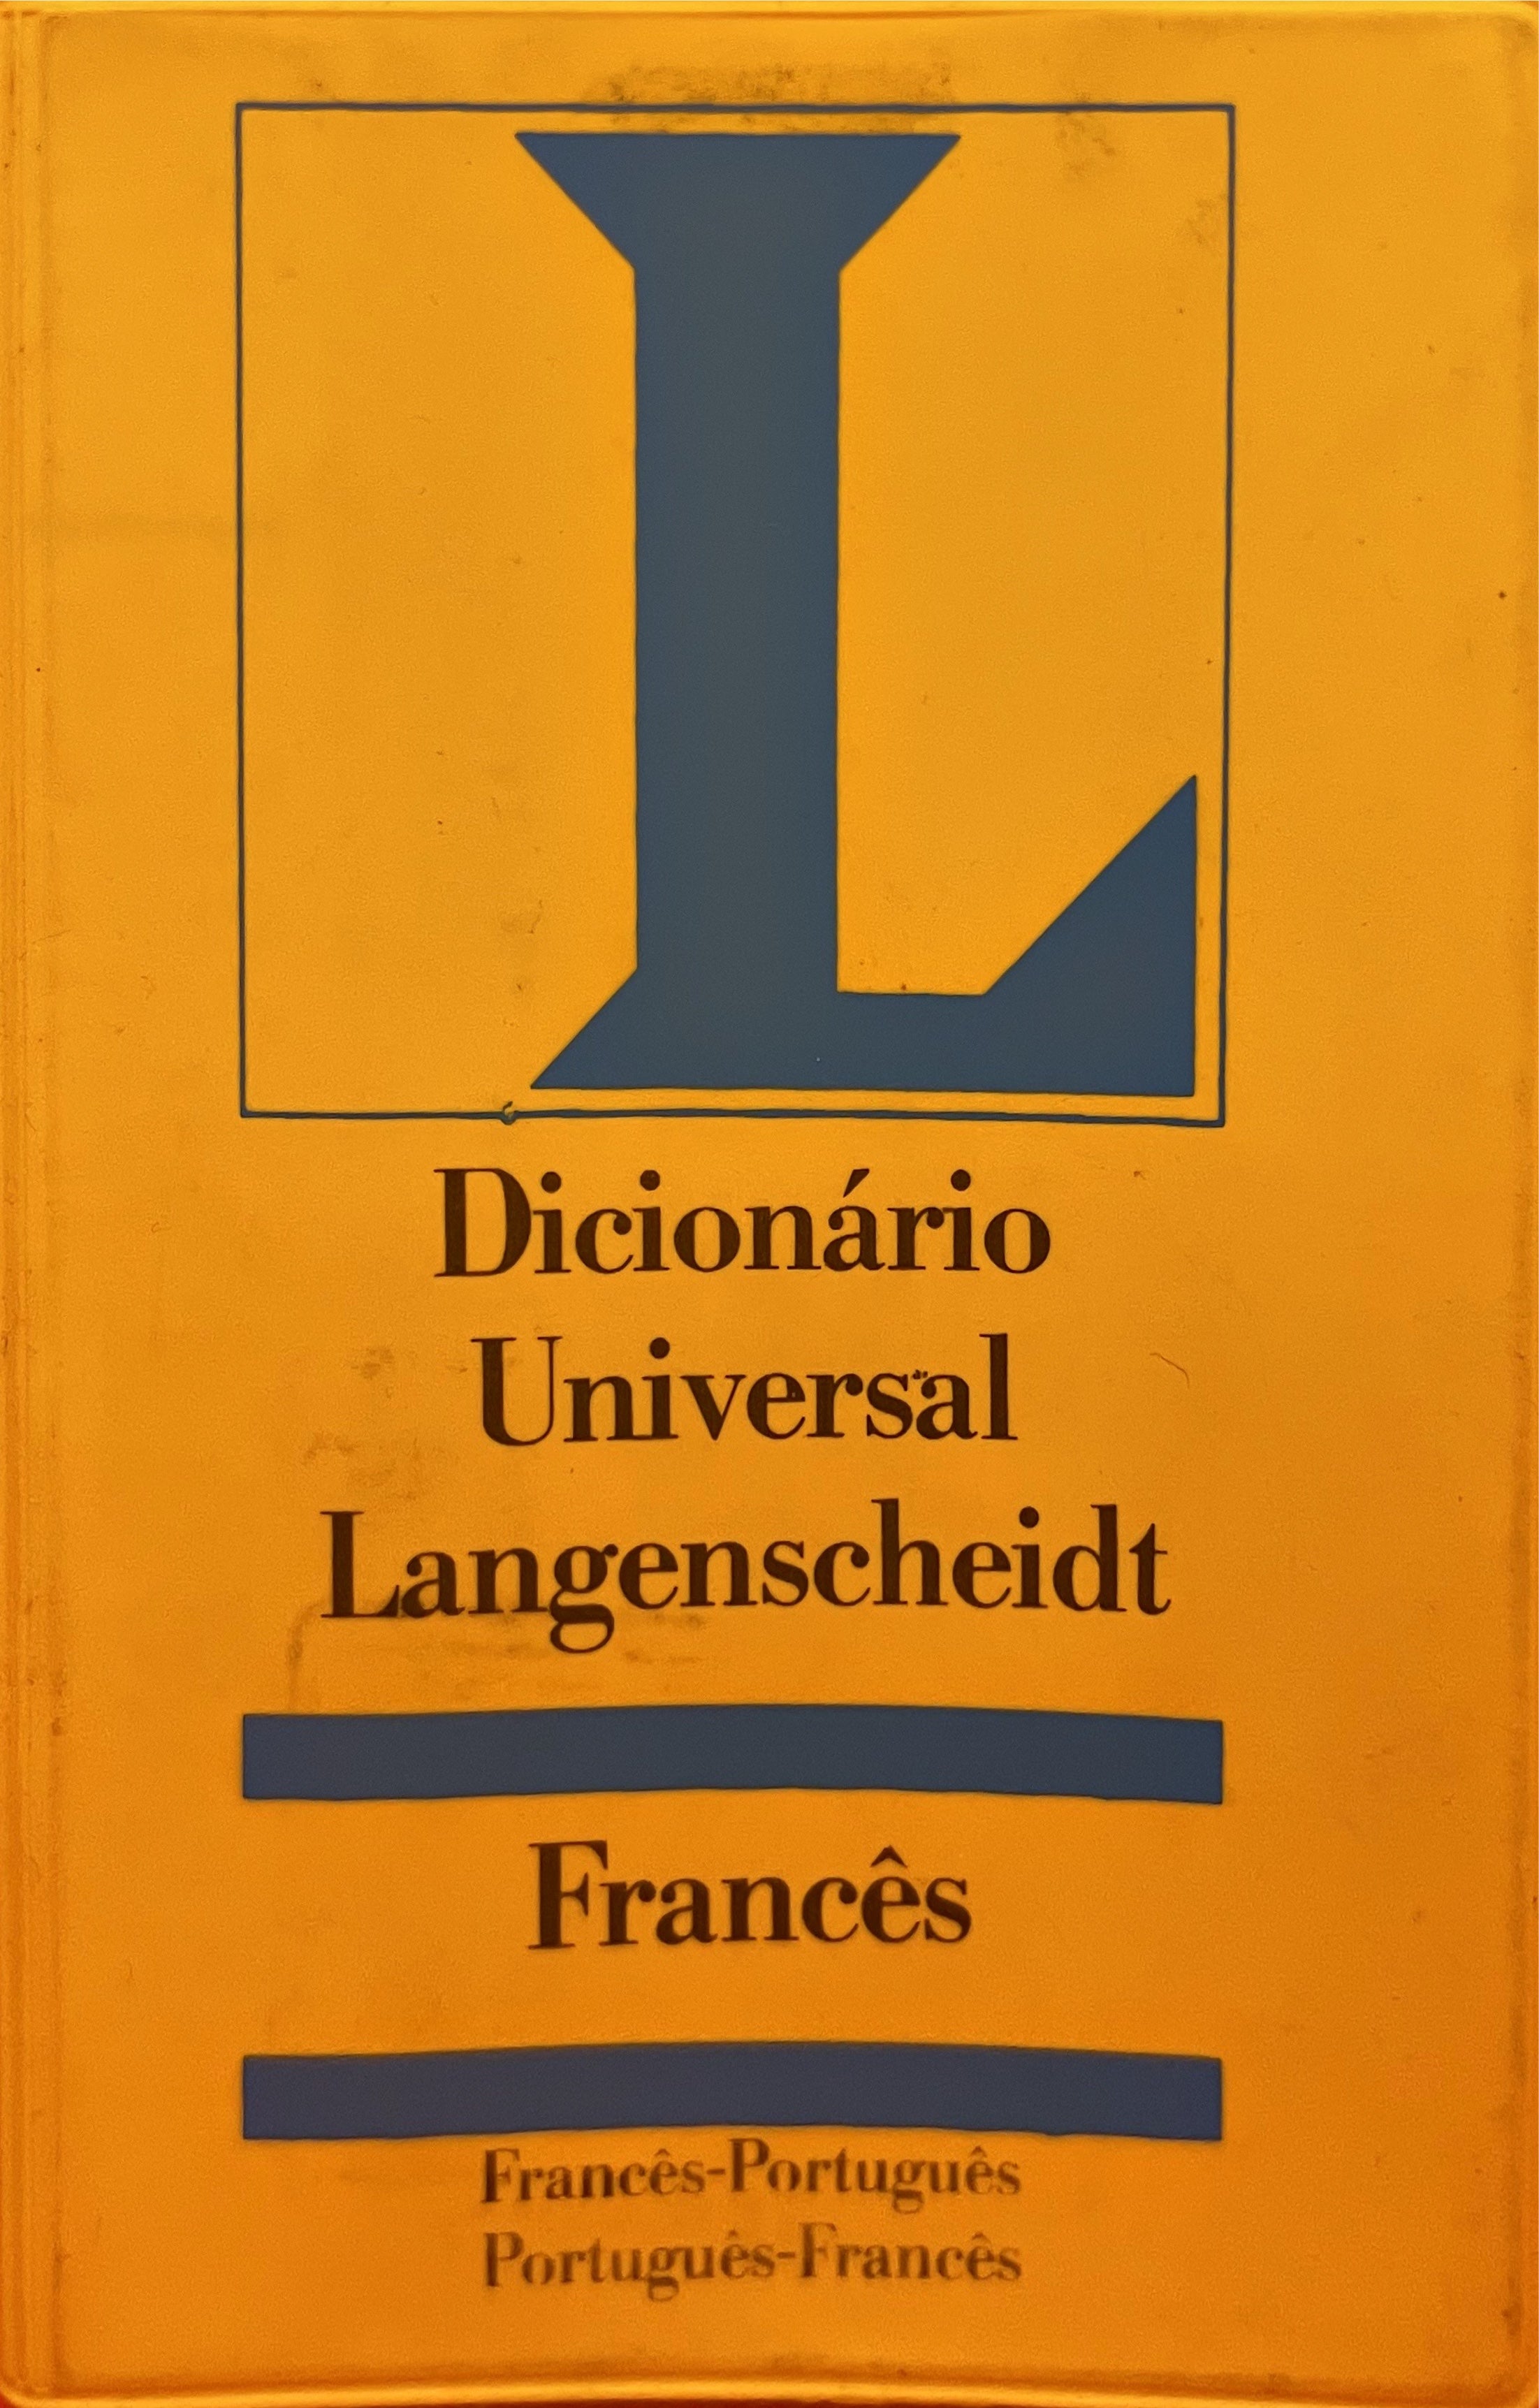 L
Dicionário
Universal
Langenscheidt
Francês
Francês-Português
Português-Francês